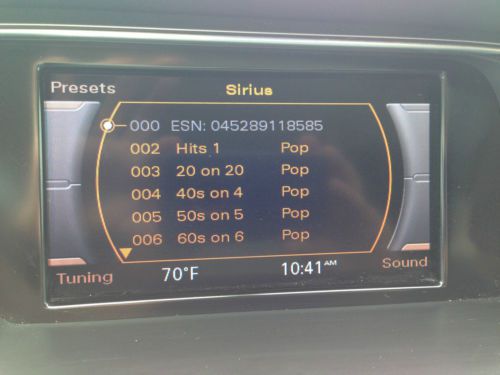 Presets Sirius
000 ESN: 045289118585
002 Hits 1 Pop
003 20 on 20 Pop
004 40s on 4 Pop
005 50s on 5 Pop
006 60s on 6 Pop
Tuning 70°F 10:41 AM Sound